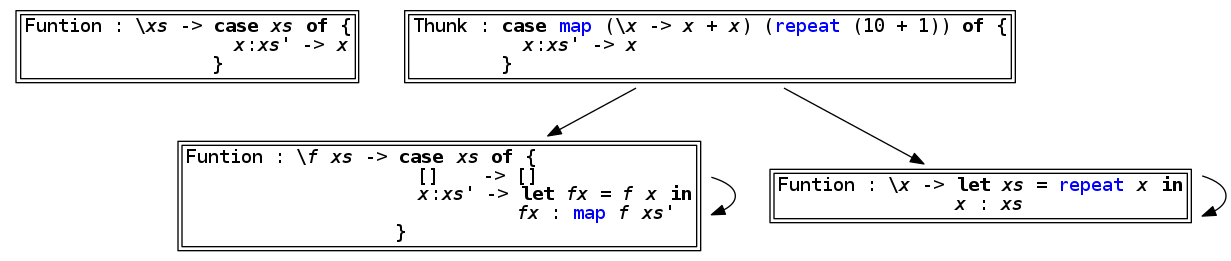 Funtion : \xs -> case xs of {
x:xs' -> x
}
Thunk : case map (\x -> x + x) (repeat (10 + 1)) of {
x:xs' -> x
}
Funtion : \f xs -> case xs of {
[] -> []
x:xs' -> let fx = f x in
fx : map f xs'
}
Funtion : \x -> let xs = repeat x in
x : xs